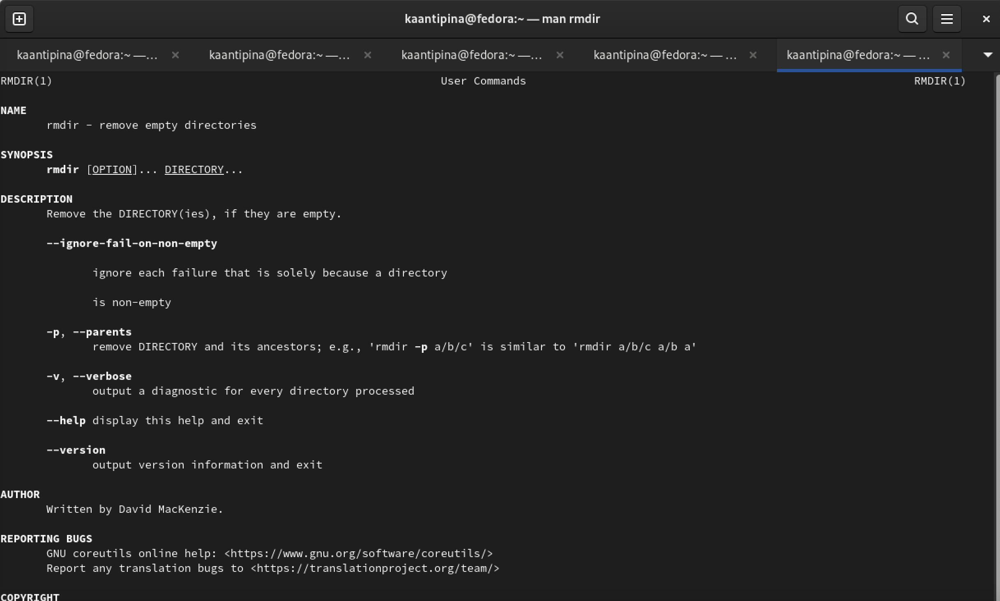 kaantipina@fedora:~ — man rmdir
kaantipina@fedora:~ —... kaantipina@fedora:~ —... kaantipina@fedora:~ —... kaantipina@fedora:~ — ... kaantipina@fedora:~ — ...
RMDIR(1) User Commands RMDIR(1)
NAME
rmdir - remove empty directories
SYNOPSIS
rmdir [OPTION]... DIRECTORY...
DESCRIPTION
Remove the DIRECTORY(ies), if they are empty.
--ignore-fail-on-non-empty
ignore each failure that is solely because a directory
is non-empty
-p, --parents
remove DIRECTORY and its ancestors; e.g., 'rmdir -p a/b/c' is similar to 'rmdir a/b/c a/b a'
-v, --verbose
output a diagnostic for every directory processed
--help display this help and exit
--version
output version information and exit
AUTHOR
Written by David MacKenzie.
REPORTING BUGS
GNU coreutils online help: <https://www.gnu.org/software/coreutils/>
Report any translation bugs to <https://translationproject.org/team/>
COPYRIGHT